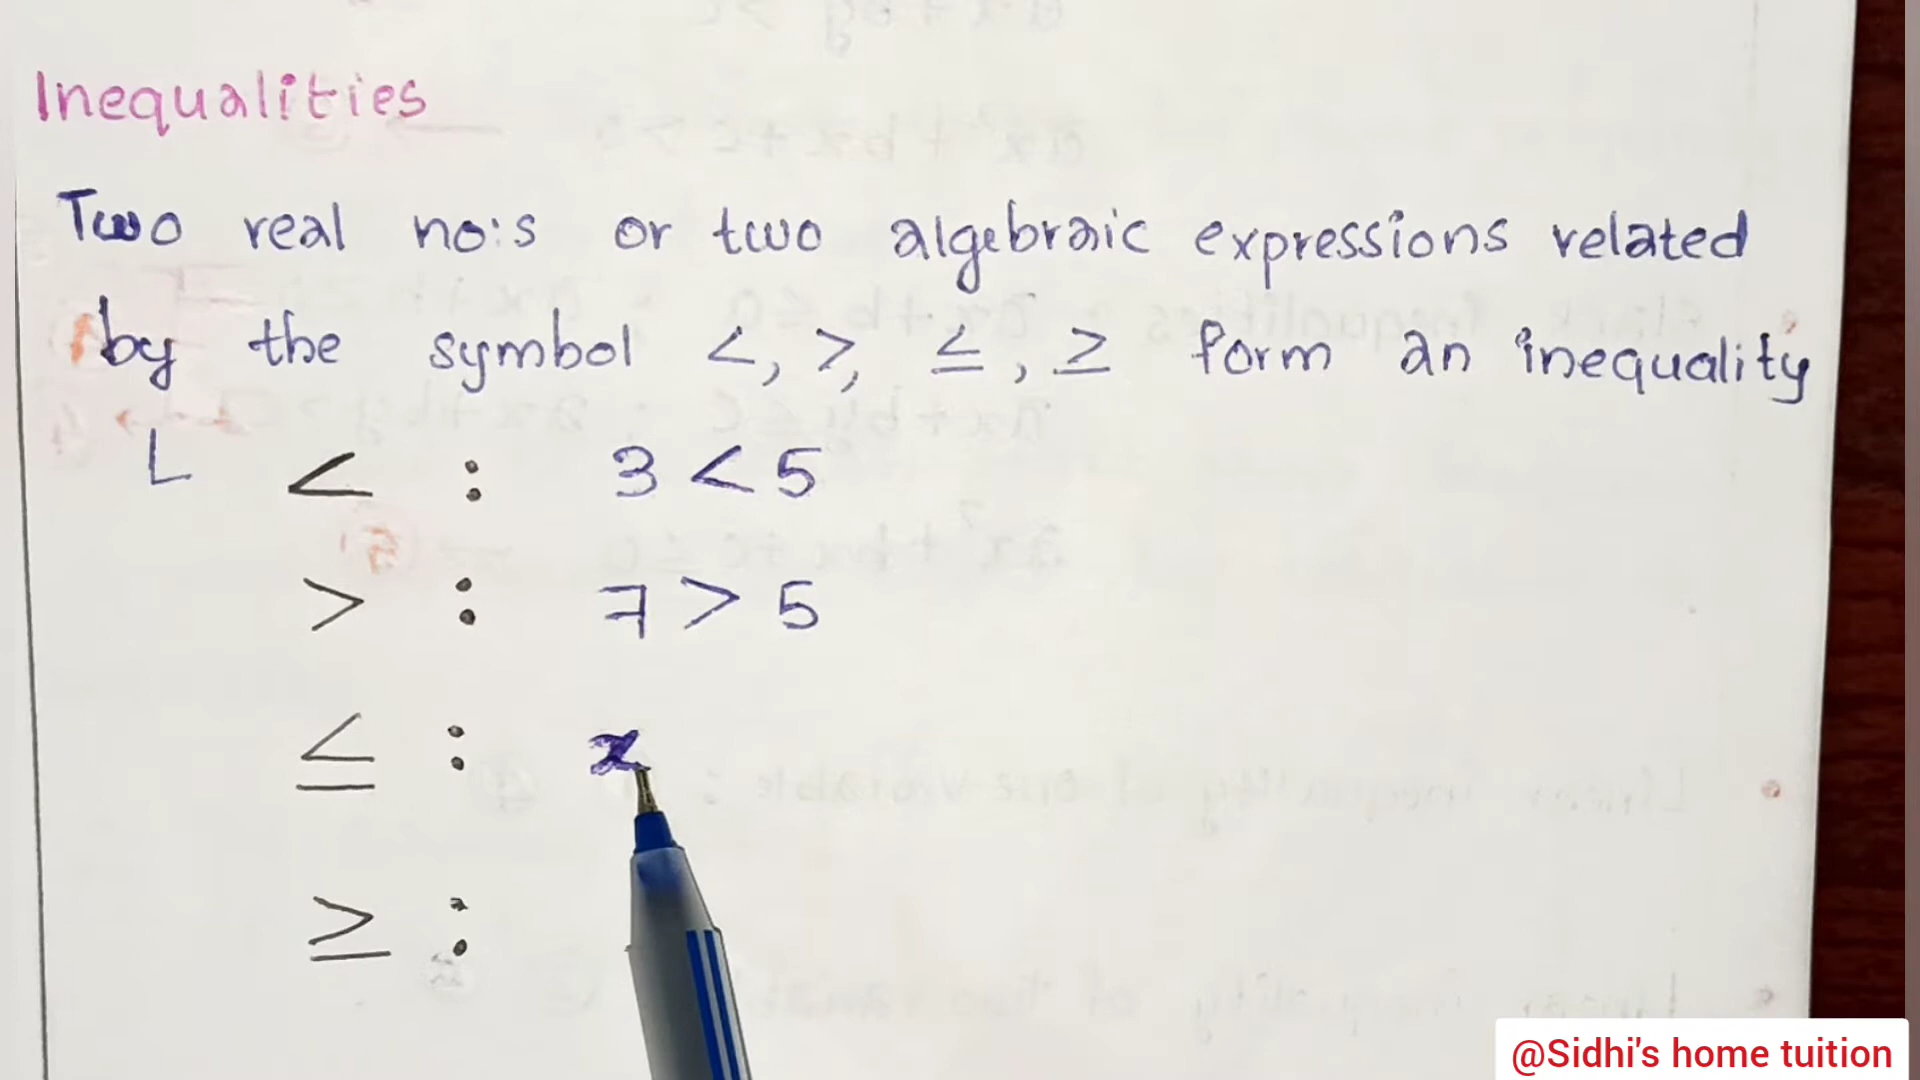 Inequalities
Two real no:s or two algebraic expressions related
by the symbol <, >, ≤, ≥ form an inequality
L < : 3 < 5
> : 7 > 5
≤ : x
≥ :
@Sidhi's home tuition